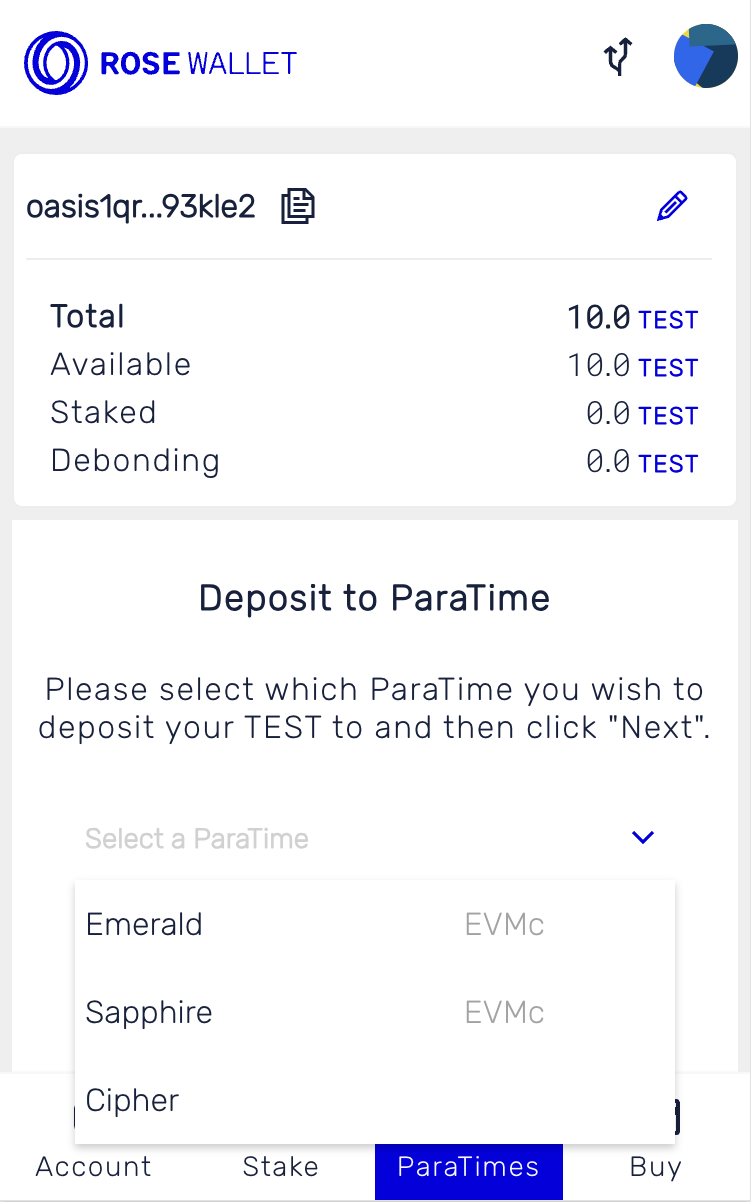 ROSE WALLET
oasis1qr...93kle2
Total 10.0 TEST
Available 10.0 TEST
Staked 0.0 TEST
Debonding 0.0 TEST
Deposit to ParaTime
Please select which ParaTime you wish to
deposit your TEST to and then click "Next".
Select a ParaTime
Emerald EVMc
Sapphire EVMc
Cipher
Account Stake ParaTimes Buy